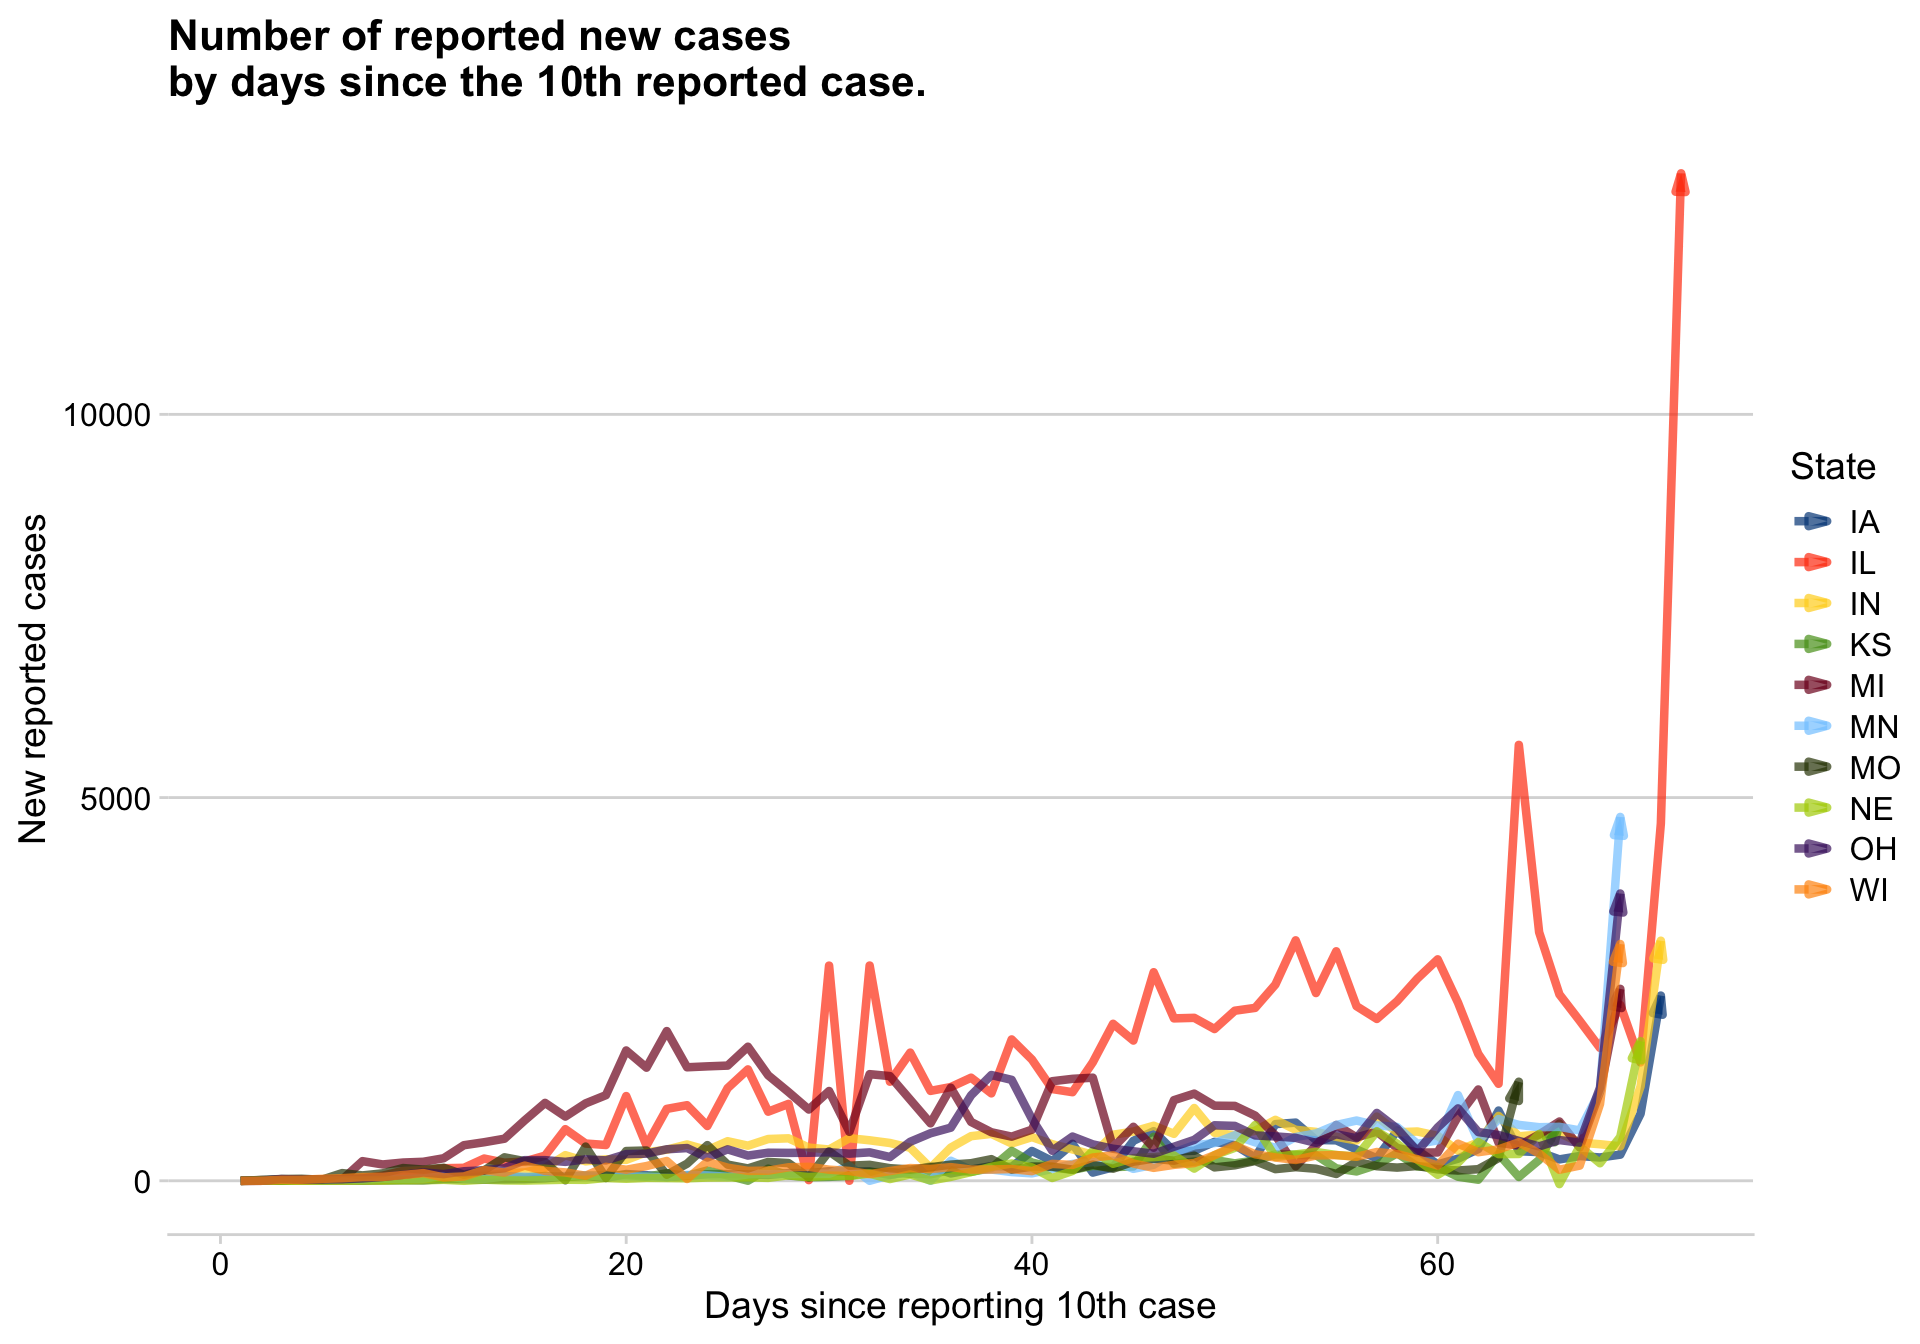 Number of reported new cases
by days since the 10th reported case.
New reported cases
10000
5000
0
0
20
40
60
Days since reporting 10th case
State
IA
IL
IN
KS
MI
MN
MO
NE
OH
WI